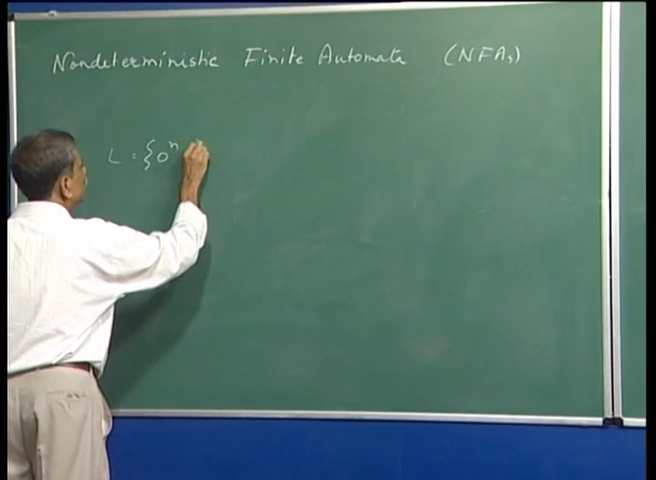 Nondeterministic Finite Automata (NFAs)
L = {0ⁿ